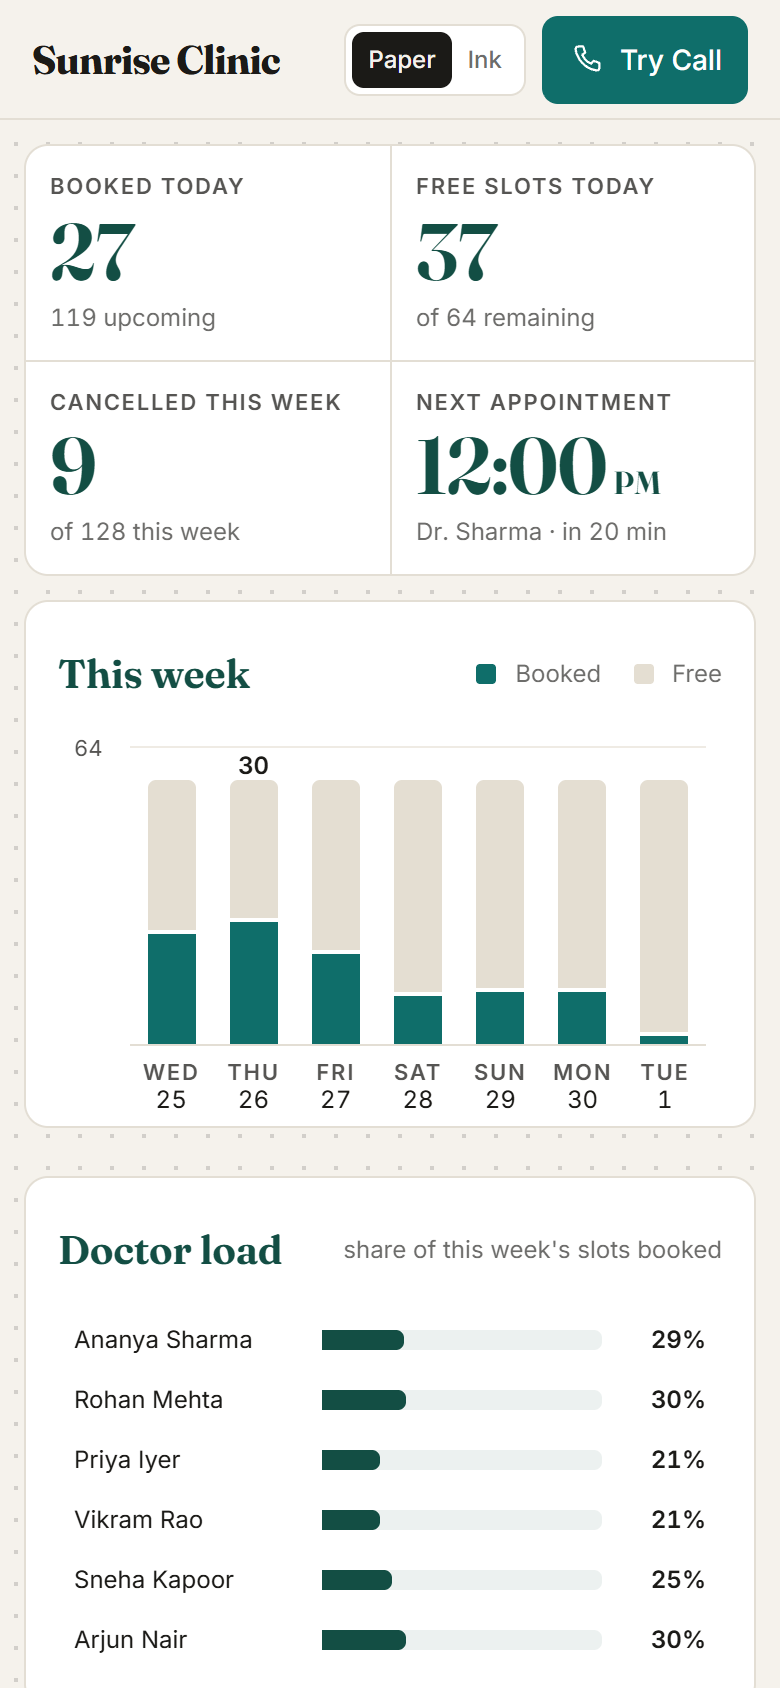 Sunrise Clinic
Paper Ink
Try Call
BOOKED TODAY
27
119 upcoming
FREE SLOTS TODAY
37
of 64 remaining
CANCELLED THIS WEEK
9
of 128 this week
NEXT APPOINTMENT
12:00 PM
Dr. Sharma · in 20 min
This week
Booked Free
64
30
WED THU FRI SAT SUN MON TUE
25 26 27 28 29 30 1
Doctor load
share of this week's slots booked
Ananya Sharma 29%
Rohan Mehta 30%
Priya Iyer 21%
Vikram Rao 21%
Sneha Kapoor 25%
Arjun Nair 30%